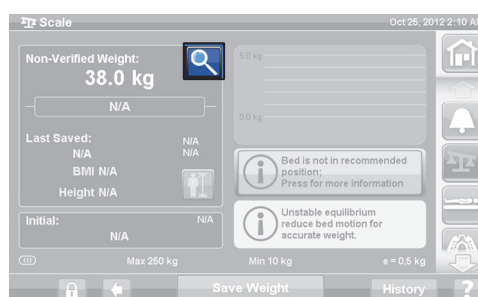 Scale
Oct 25, 2012 2:10 A
Non-Verified Weight:
38.0 kg
N/A
Last Saved:
N/A
N/A
N/A
BMI N/A
Height N/A
Initial:
N/A
N/A
5.0 kg
0.0 kg
Bed is not in recommended
position;
Press for more information
Unstable equilibrium
reduce bed motion for
accurate weight.
Max 250 kg
Min 10 kg
e = 0,5 kg
Save Weight
History
?